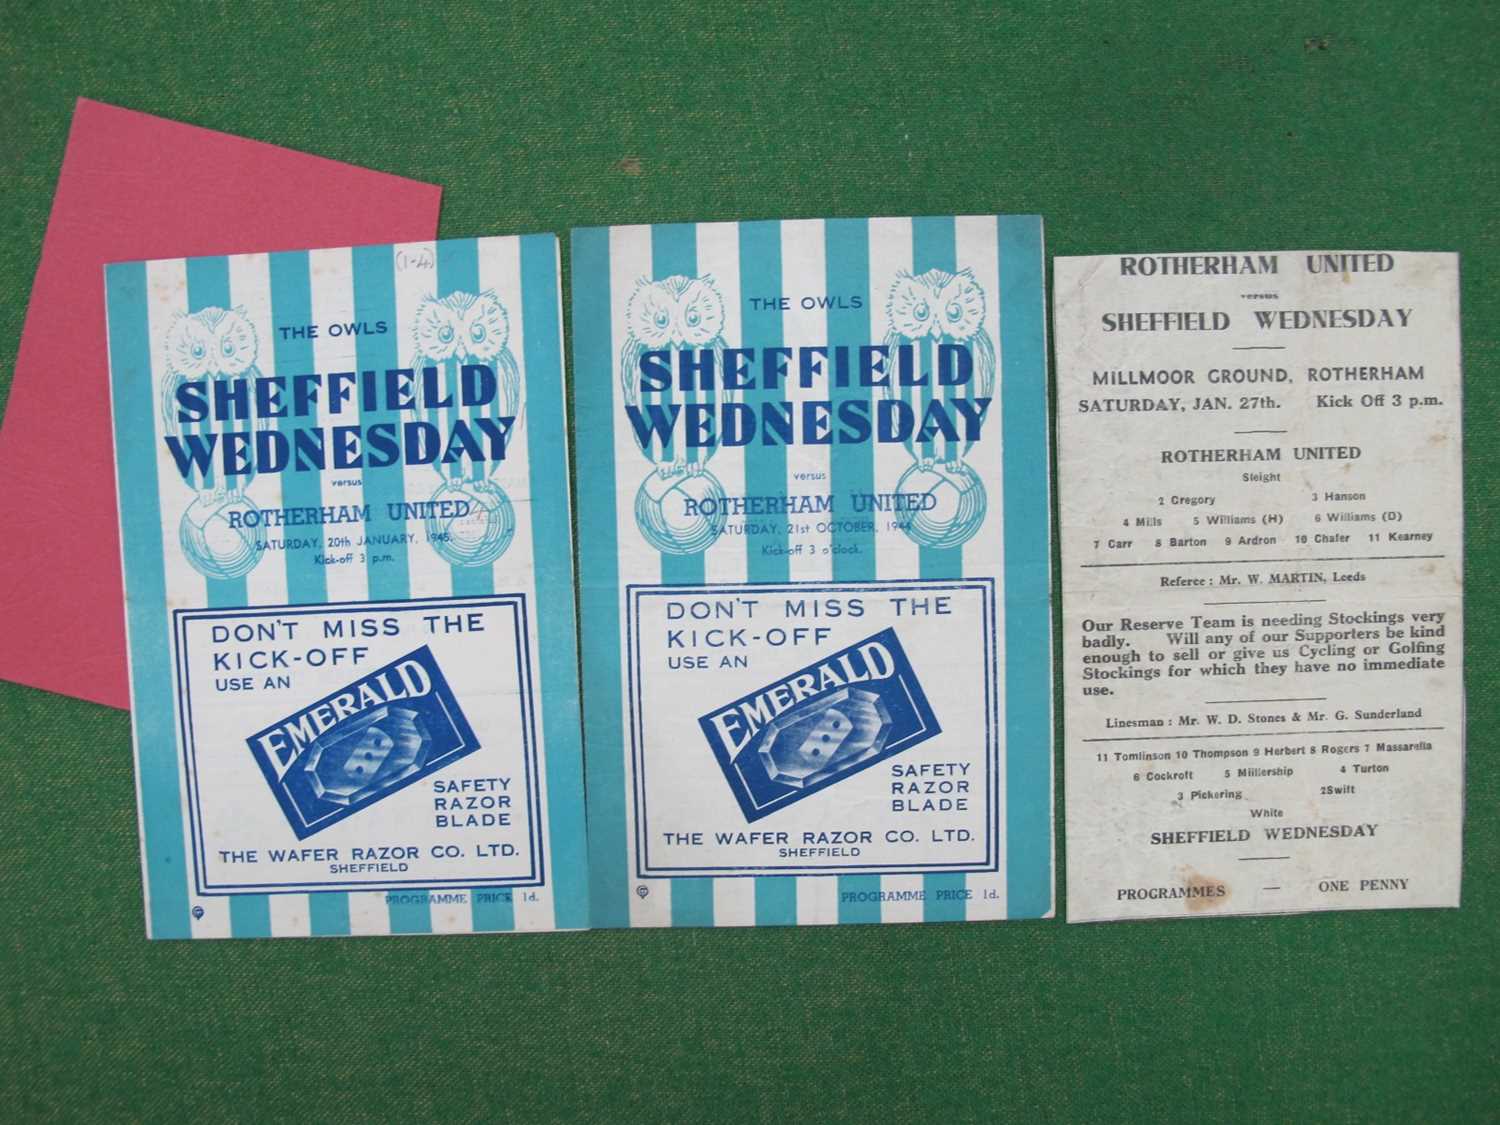 (1-4)
THE OWLS
SHEFFIELD
WEDNESDAY
versus
ROTHERHAM UNITED
SATURDAY, 20th JANUARY, 1945.
Kick-off 3 p.m.
DON'T MISS THE
KICK-OFF
USE AN
EMERALD
SAFETY
RAZOR
BLADE
THE WAFER RAZOR CO. LTD.
SHEFFIELD
PROGRAMME PRICE 1d.
THE OWLS
SHEFFIELD
WEDNESDAY
versus
ROTHERHAM UNITED
SATURDAY, 21st OCTOBER, 1944
Kick-off 3 o'clock.
DON'T MISS THE
KICK-OFF
USE AN
EMERALD
SAFETY
RAZOR
BLADE
THE WAFER RAZOR CO. LTD.
SHEFFIELD
PROGRAMME PRICE 1d.
ROTHERHAM UNITED
versus
SHEFFIELD WEDNESDAY
MILLMOOR GROUND, ROTHERHAM
SATURDAY, JAN. 27th. Kick Off 3 p.m.
ROTHERHAM UNITED
Sleight
2 Gregory 3 Hanson
4 Mills 5 Williams (H) 6 Williams (D)
7 Carr 8 Barton 9 Ardron 10 Chafer 11 Kearney
Referee : Mr. W. MARTIN, Leeds
Our Reserve Team is needing Stockings very
badly. Will any of our Supporters be kind
enough to sell or give us Cycling or Golfing
Stockings for which they have no immediate
use.
Linesman : Mr. W. D. Stones & Mr. G. Sunderland
11 Tomlinson 10 Thompson 9 Herbert 8 Rogers 7 Massarella
6 Cockroft 5 Millership 4 Turton
3 Pickering 2Swift
White
SHEFFIELD WEDNESDAY
PROGRAMMES — ONE PENNY